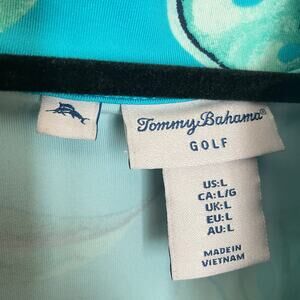 Tommy Bahama®
GOLF
US:L
CA:L/G
UK:L
EU:L
AU:L
MADE IN
VIETNAM